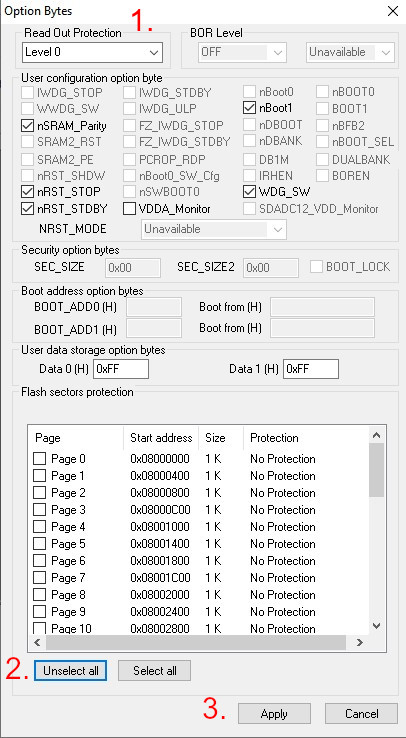 Option Bytes
1.
Read Out Protection
BOR Level
Level 0
OFF
Unavailable
User configuration option byte
IWDG_STOP IWDG_STDBY nBoot0 nBOOT0
WWDG_SW IWDG_ULP nBoot1 BOOT1
nSRAM_Parity FZ_IWDG_STOP nDBOOT nBFB2
SRAM2_RST FZ_IWDG_STDBY nDBANK nBOOT_SEL
SRAM2_PE PCROP_RDP DB1M DUALBANK
nRST_SHDW nBoot0_SW_Cfg IRHEN BOREN
nRST_STOP nSWBOOT0 WDG_SW
nRST_STDBY VDDA_Monitor SDADC12_VDD_Monitor
NRST_MODE Unavailable
Security option bytes
SEC_SIZE 0x00 SEC_SIZE2 0x00 BOOT_LOCK
Boot address option bytes
BOOT_ADD0 (H) Boot from (H)
BOOT_ADD1 (H) Boot from (H)
User data storage option bytes
Data 0 (H) 0xFF Data 1 (H) 0xFF
Flash sectors protection
Page Start address Size Protection
Page 0 0x08000000 1 K No Protection
Page 1 0x08000400 1 K No Protection
Page 2 0x08000800 1 K No Protection
Page 3 0x08000C00 1 K No Protection
Page 4 0x08001000 1 K No Protection
Page 5 0x08001400 1 K No Protection
Page 6 0x08001800 1 K No Protection
Page 7 0x08001C00 1 K No Protection
Page 8 0x08002000 1 K No Protection
Page 9 0x08002400 1 K No Protection
Page 10 0x08002800 1 K No Protection
2. Unselect all Select all
3. Apply Cancel